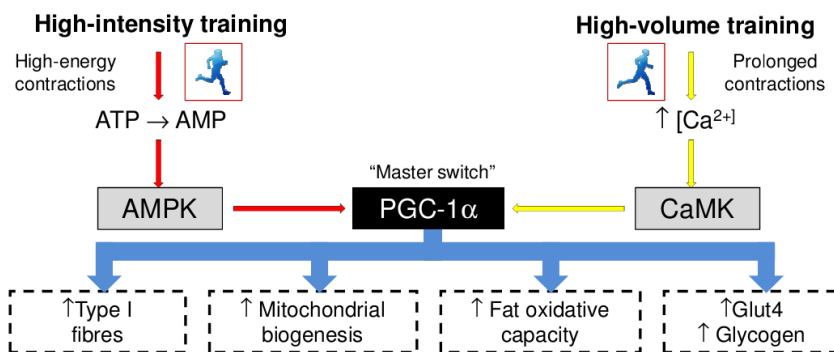 High-intensity training
High-volume training
High-energy
contractions
Prolonged
contractions
ATP → AMP
↑ [Ca²⁺]
“Master switch”
AMPK
PGC-1α
CaMK
↑Type I
fibres
↑ Mitochondrial
biogenesis
↑ Fat oxidative
capacity
↑Glut4
↑ Glycogen